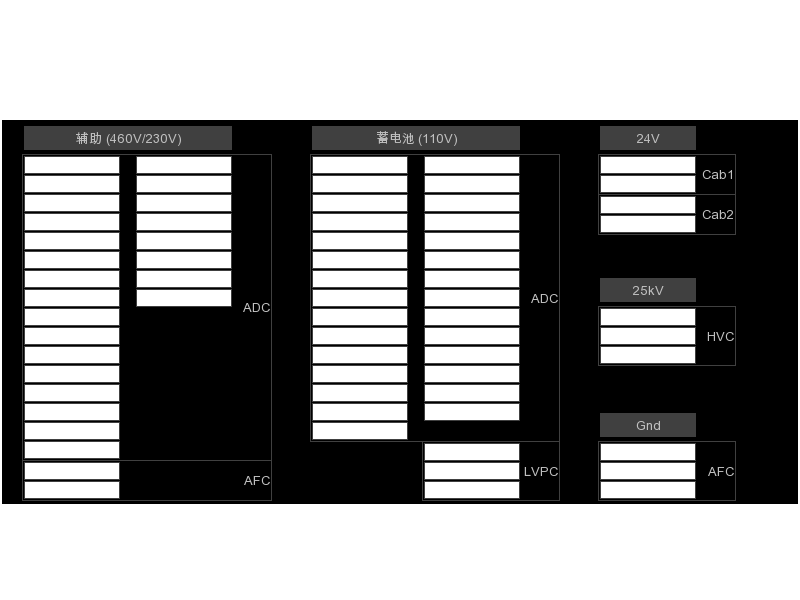 辅助 (460V/230V)
蓄电池 (110V)
24V
Cab1
Cab2
25kV
ADC
ADC
HVC
Gnd
AFC
LVPC
AFC